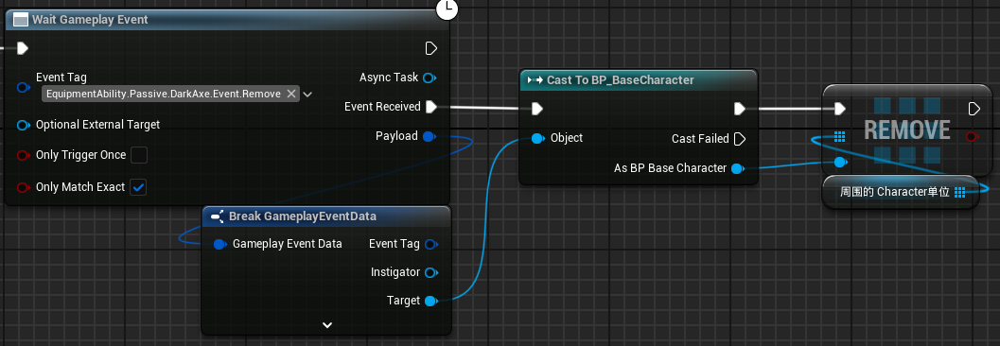 Wait Gameplay Event
Event Tag
EquipmentAbility.Passive.DarkAxe.Event.Remove
Optional External Target
Only Trigger Once
Only Match Exact
Async Task
Event Received
Payload
Break GameplayEventData
Gameplay Event Data
Event Tag
Instigator
Target
Cast To BP_BaseCharacter
Object
Cast Failed
As BP Base Character
REMOVE
周围的 Character单位